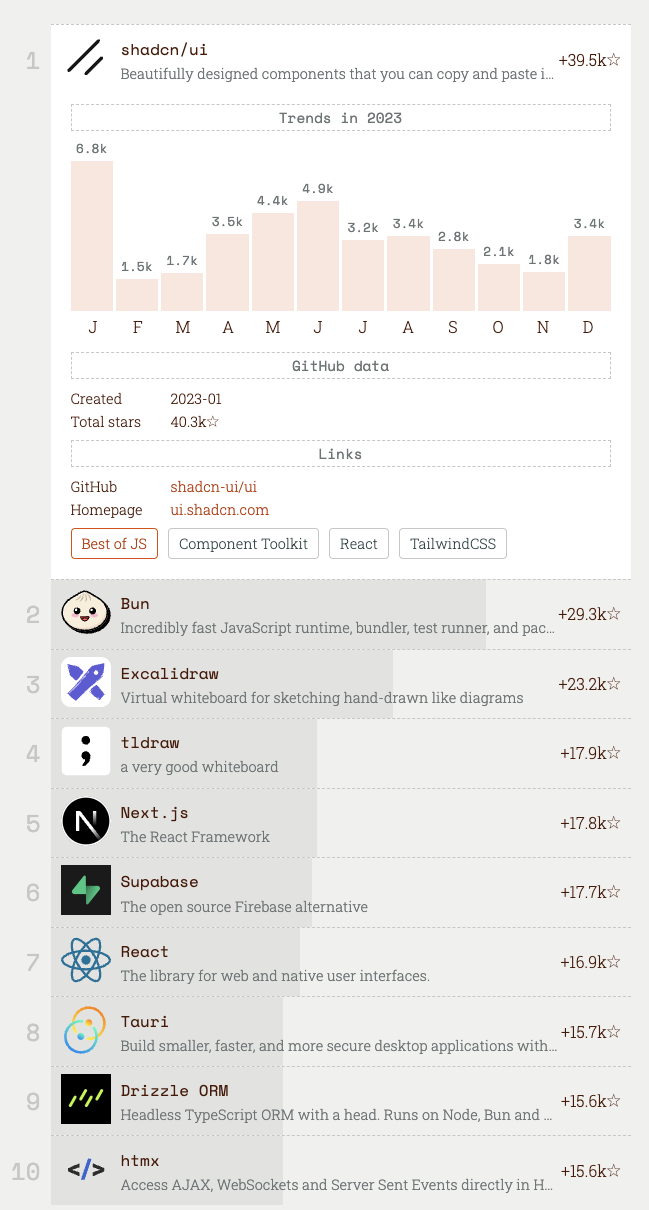 1
shadcn/ui
Beautifully designed components that you can copy and paste i...
+39.5k☆
Trends in 2023
6.8k 1.5k 1.7k 3.5k 4.4k 4.9k 3.2k 3.4k 2.8k 2.1k 1.8k 3.4k
J F M A M J J A S O N D
GitHub data
Created 2023-01
Total stars 40.3k☆
Links
GitHub shadcn-ui/ui
Homepage ui.shadcn.com
Best of JS Component Toolkit React TailwindCSS
2
Bun
Incredibly fast JavaScript runtime, bundler, test runner, and pac...
+29.3k☆
3
Excalidraw
Virtual whiteboard for sketching hand-drawn like diagrams
+23.2k☆
4
;
tldraw
a very good whiteboard
+17.9k☆
5
N
Next.js
The React Framework
+17.8k☆
6
Supabase
The open source Firebase alternative
+17.7k☆
7
React
The library for web and native user interfaces.
+16.9k☆
8
Tauri
Build smaller, faster, and more secure desktop applications with...
+15.7k☆
9
Drizzle ORM
Headless TypeScript ORM with a head. Runs on Node, Bun and ...
+15.6k☆
10
</>
htmx
Access AJAX, WebSockets and Server Sent Events directly in H...
+15.6k☆